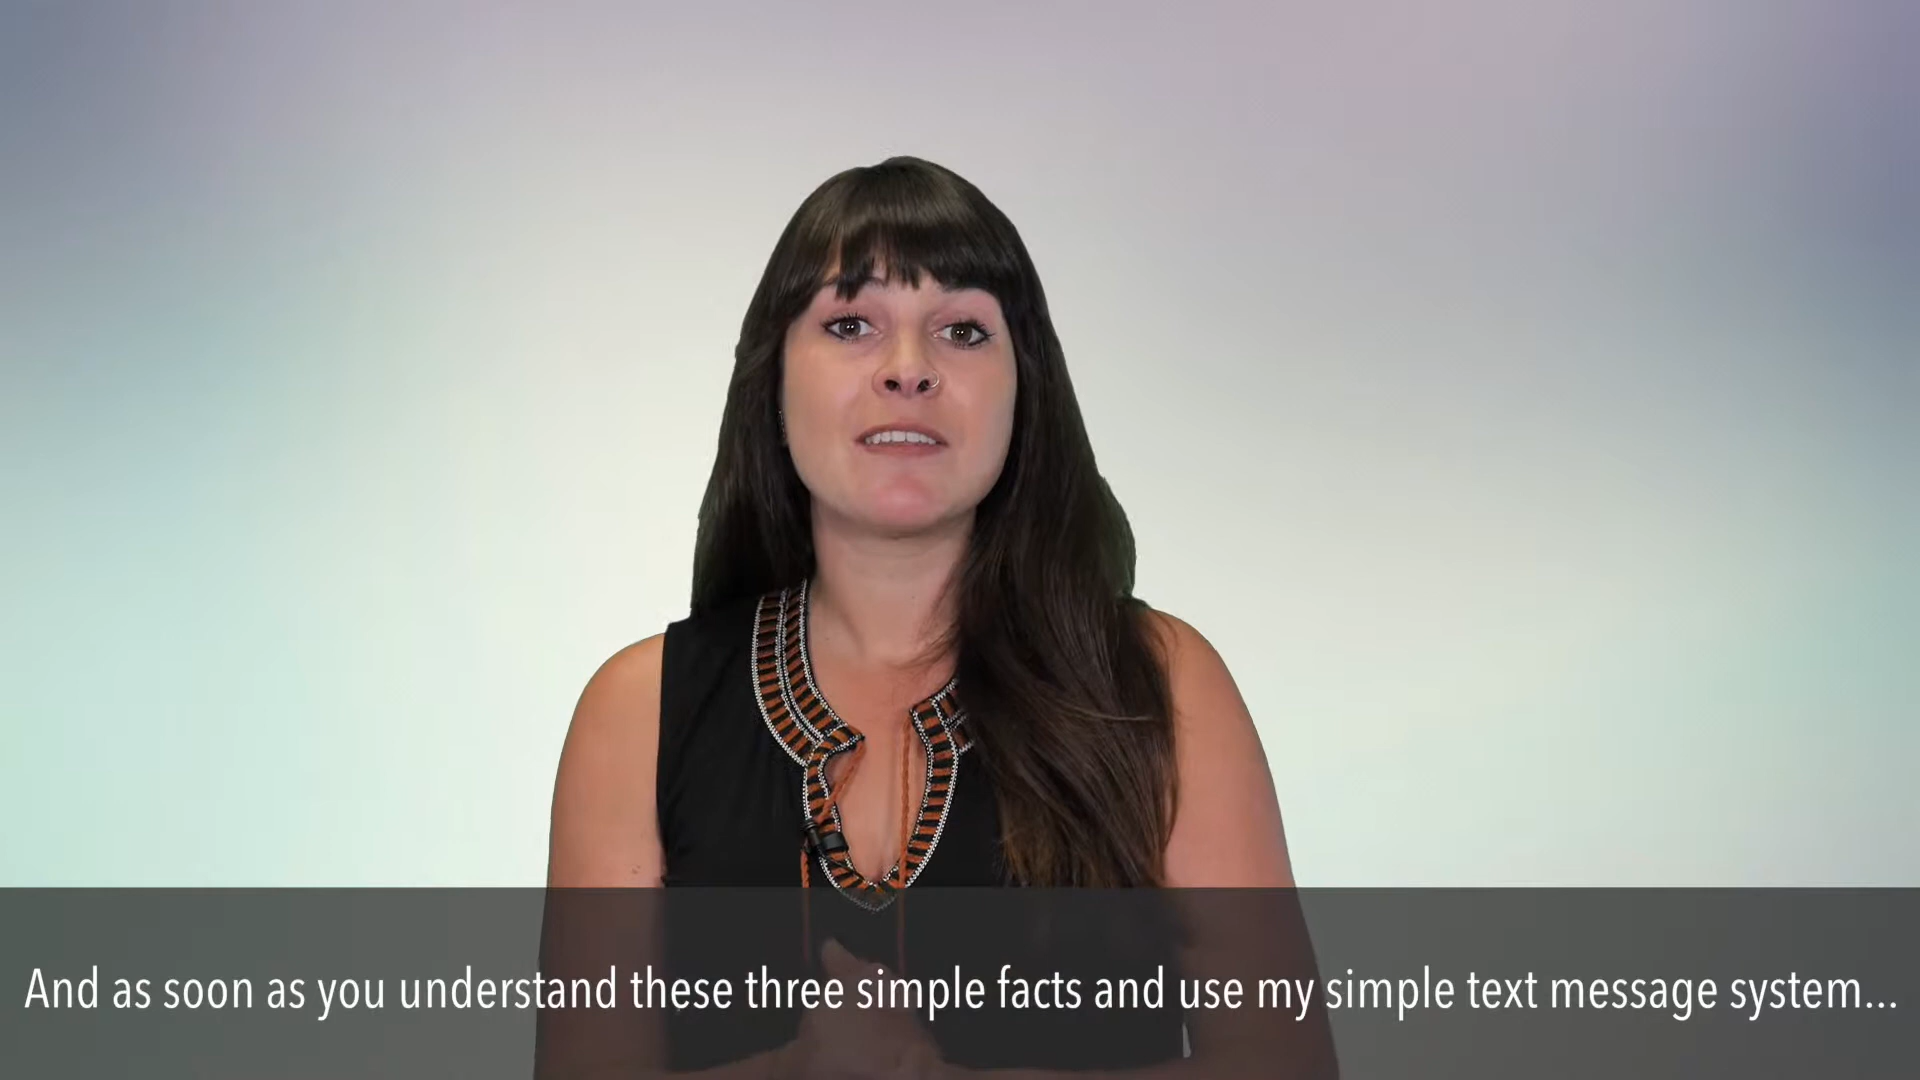 And as soon as you understand these three simple facts and use my simple text message system...